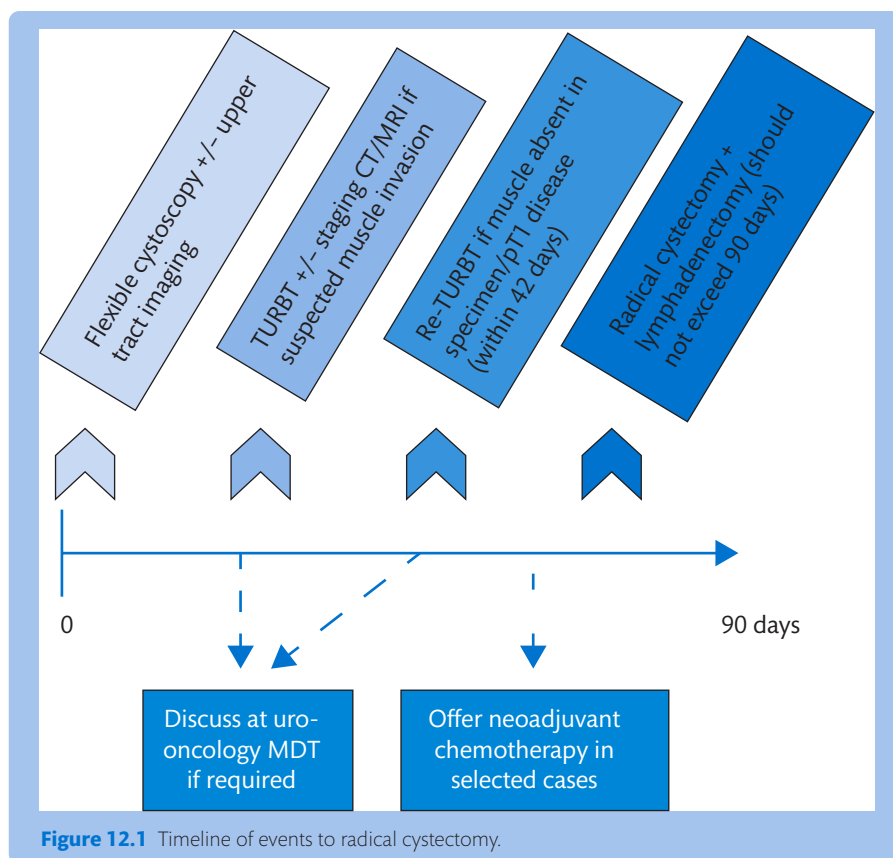 Flexible cystoscopy +/– upper
tract imaging
TURBT +/– staging CT/MRI if
suspected muscle invasion
Re-TURBT if muscle absent in
specimen/pT1 disease
(within 42 days)
Radical cystectomy +
lymphadenectomy (should
not exceed 90 days)
0
90 days
Discuss at uro-
oncology MDT
if required
Offer neoadjuvant
chemotherapy in
selected cases
Figure 12.1 Timeline of events to radical cystectomy.